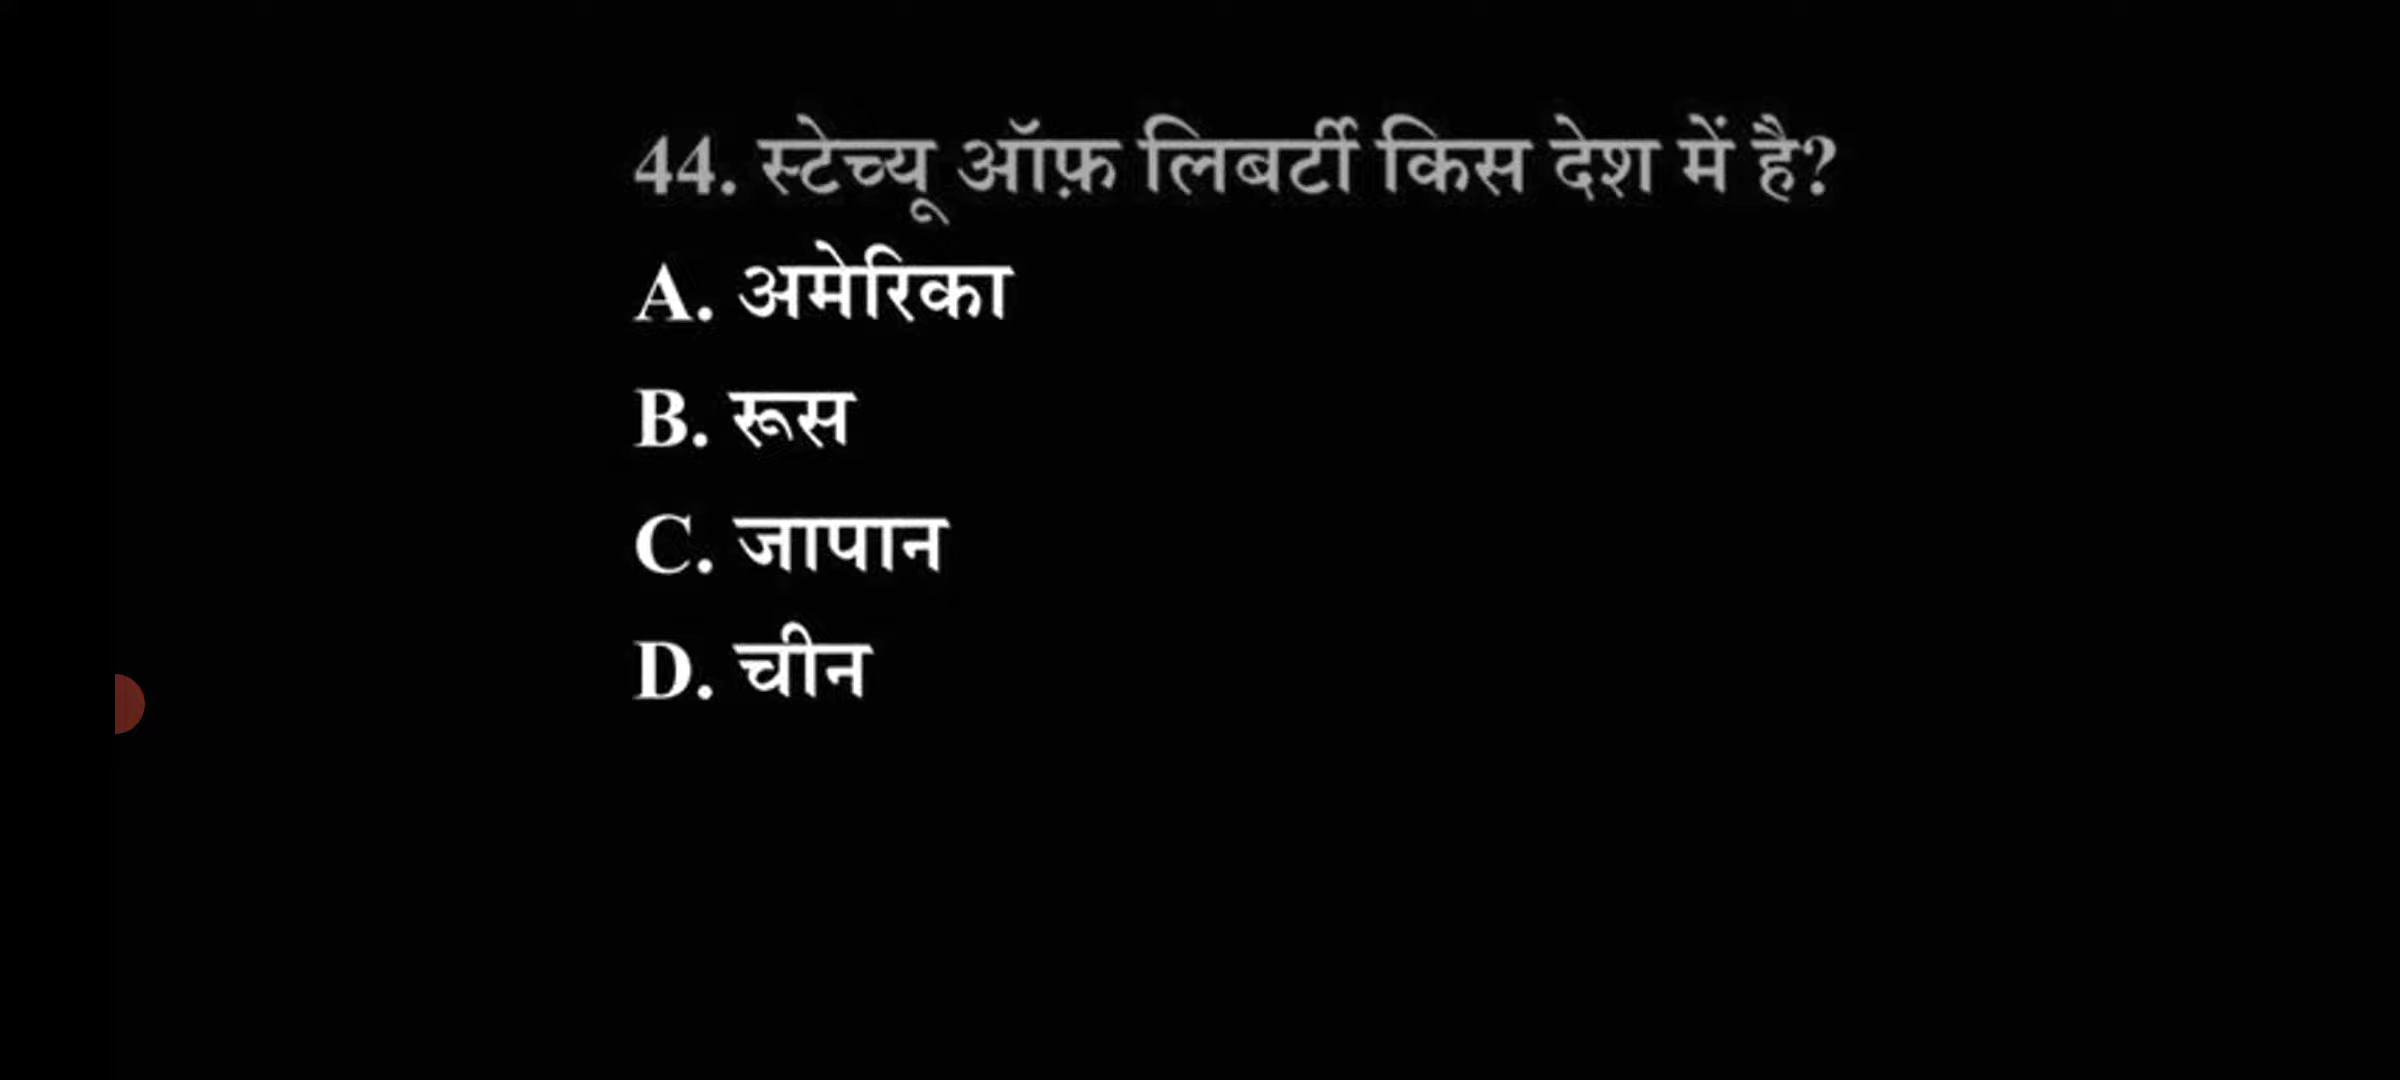 44. स्टेच्यू ऑफ़ लिबर्टी किस देश में है?
A. अमेरिका
B. रूस
C. जापान
D. चीन